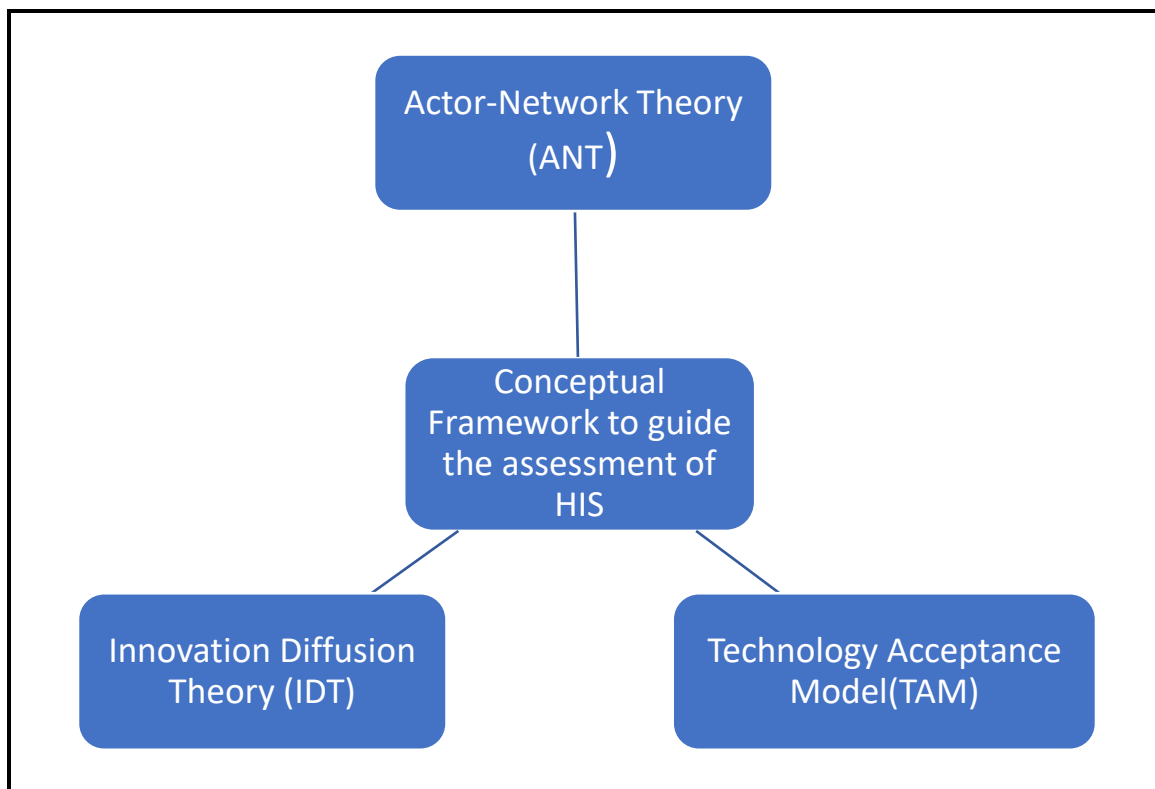 Actor-Network Theory
(ANT)
Conceptual
Framework to guide
the assessment of
HIS
Innovation Diffusion
Theory (IDT)
Technology Acceptance
Model(TAM)